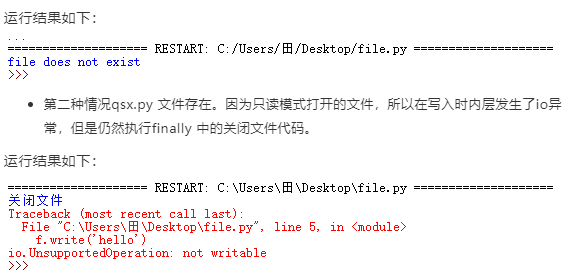 运行结果如下：
...
==================== RESTART: C:/Users/田/Desktop/file.py ====================
file does not exist
>>>
• 第二种情况qsx.py 文件存在。因为只读模式打开的文件，所以在写入时内层发生了io异
常，但是仍然执行finally 中的关闭文件代码。
运行结果如下：
==================== RESTART: C:\Users\田\Desktop\file.py ====================
关闭文件
Traceback (most recent call last):
  File "C:\Users\田\Desktop\file.py", line 5, in <module>
    f.write('hello')
io.UnsupportedOperation: not writable
>>>